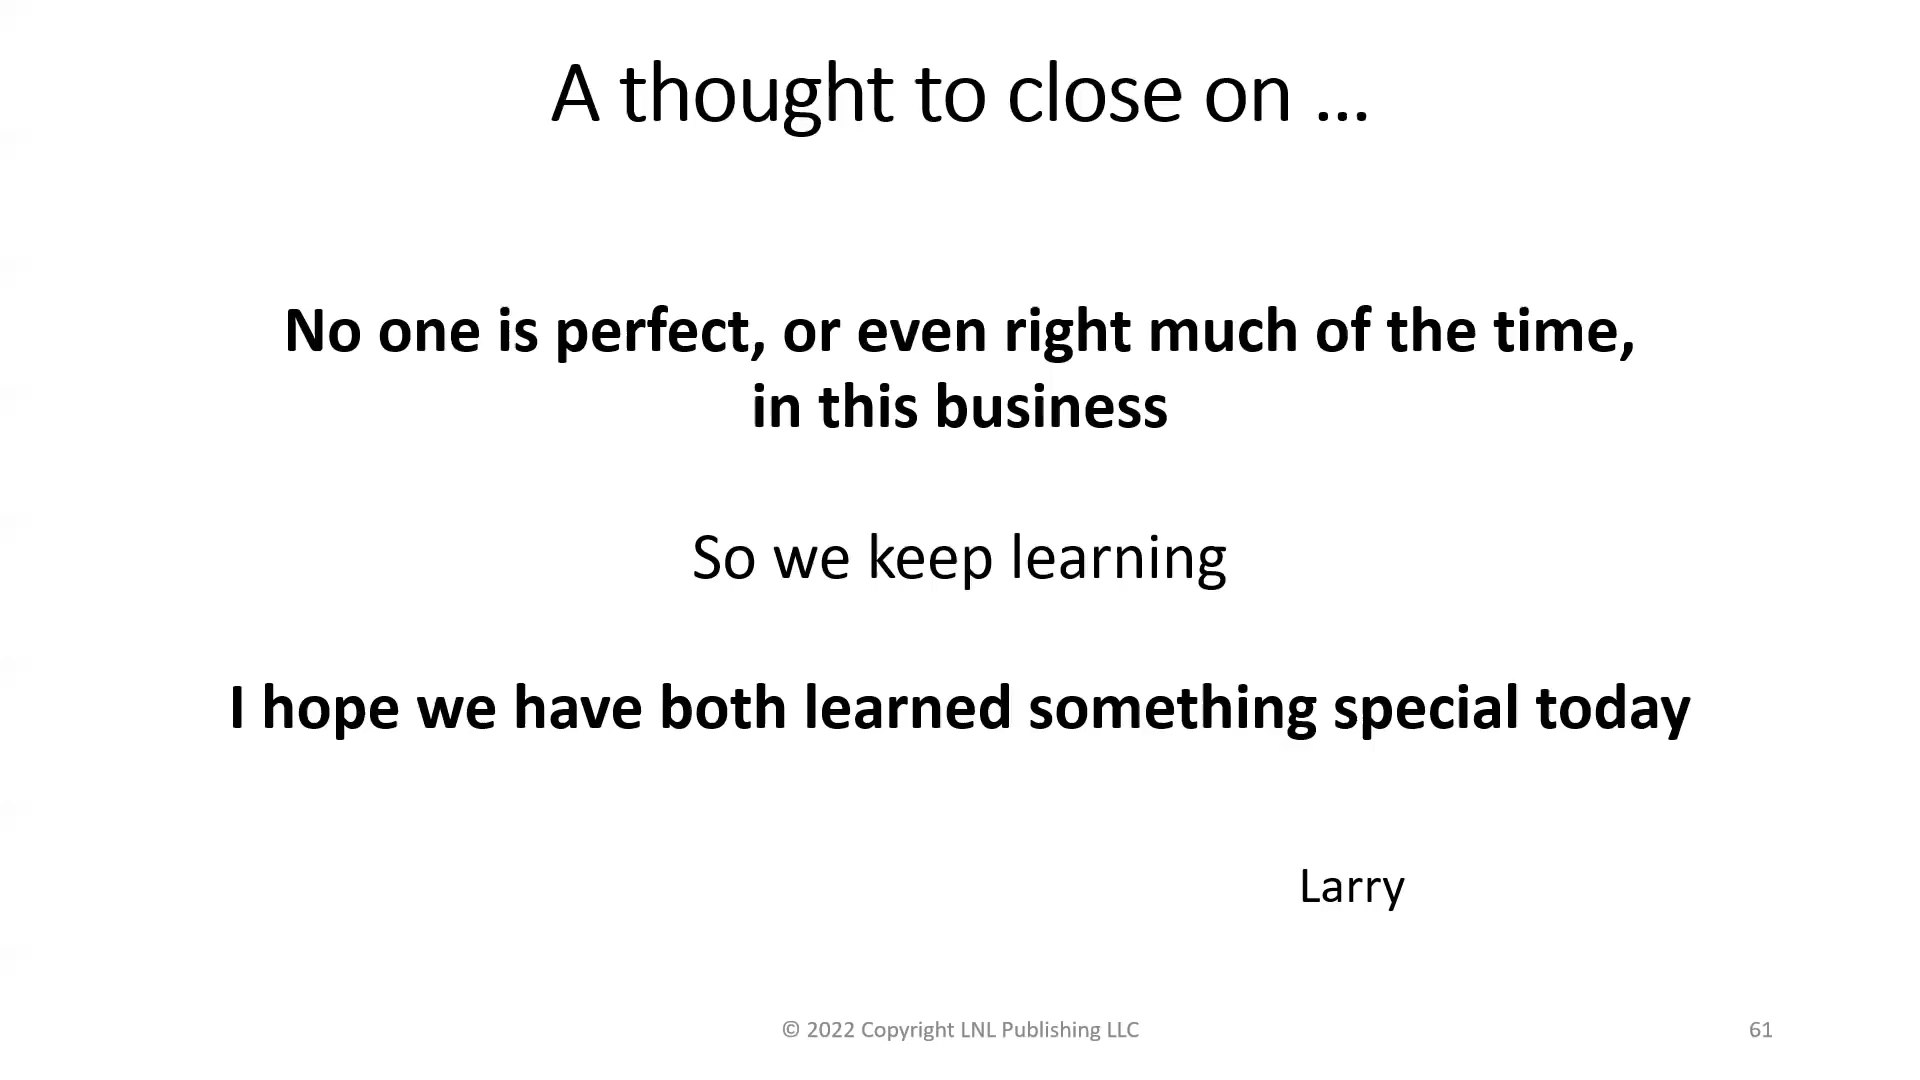 A thought to close on …
No one is perfect, or even right much of the time,
in this business
So we keep learning
I hope we have both learned something special today
Larry
© 2022 Copyright LNL Publishing LLC
61